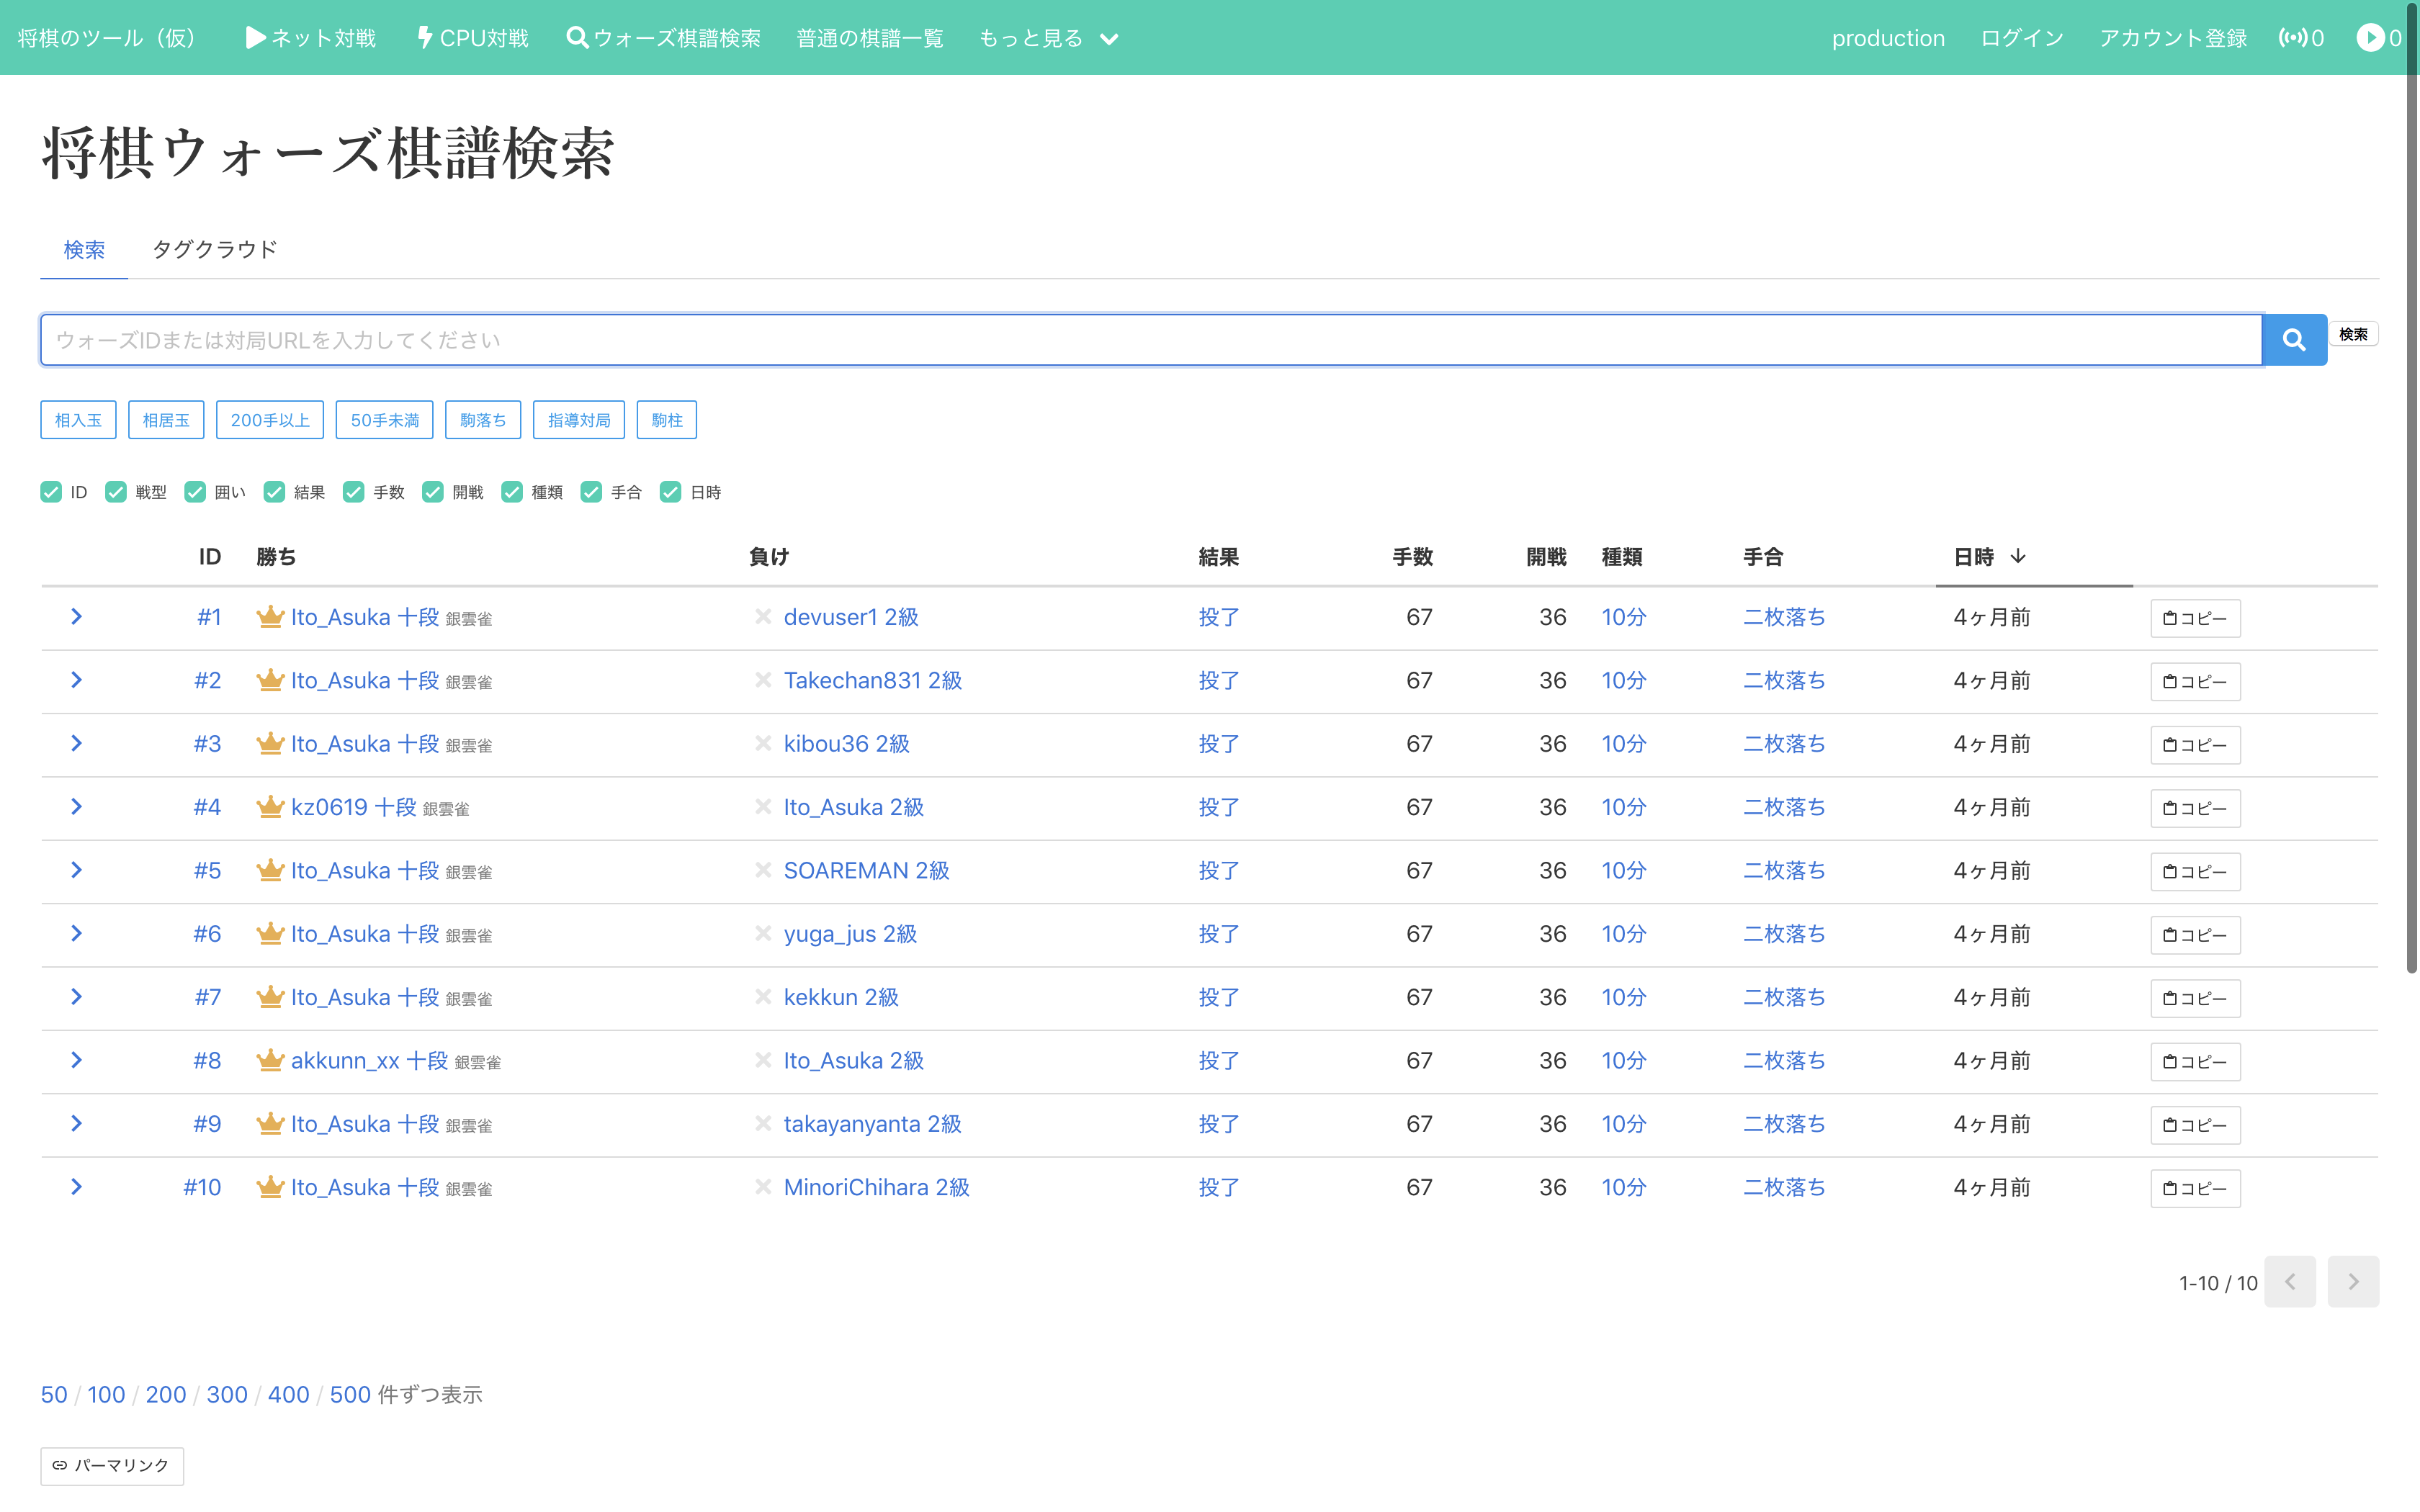 将棋のツール（仮） ネット対戦 CPU対戦 ウォーズ棋譜検索 普通の棋譜一覧 もっと見る production ログイン アカウント登録 0 0
将棋ウォーズ棋譜検索
検索 タグクラウド
ウォーズIDまたは対局URLを入力してください 検索
相入玉 相居玉 200手以上 50手未満 駒落ち 指導対局 駒柱
ID 戦型 囲い 結果 手数 開戦 種類 手合 日時
ID 勝ち 負け 結果 手数 開戦 種類 手合 日時
#1 Ito_Asuka 十段 銀雲雀 devuser1 2級 投了 67 36 10分 二枚落ち 4ヶ月前 コピー
#2 Ito_Asuka 十段 銀雲雀 Takechan831 2級 投了 67 36 10分 二枚落ち 4ヶ月前 コピー
#3 Ito_Asuka 十段 銀雲雀 kibou36 2級 投了 67 36 10分 二枚落ち 4ヶ月前 コピー
#4 kz0619 十段 銀雲雀 Ito_Asuka 2級 投了 67 36 10分 二枚落ち 4ヶ月前 コピー
#5 Ito_Asuka 十段 銀雲雀 SOAREMAN 2級 投了 67 36 10分 二枚落ち 4ヶ月前 コピー
#6 Ito_Asuka 十段 銀雲雀 yuga_jus 2級 投了 67 36 10分 二枚落ち 4ヶ月前 コピー
#7 Ito_Asuka 十段 銀雲雀 kekkun 2級 投了 67 36 10分 二枚落ち 4ヶ月前 コピー
#8 akkunn_xx 十段 銀雲雀 Ito_Asuka 2級 投了 67 36 10分 二枚落ち 4ヶ月前 コピー
#9 Ito_Asuka 十段 銀雲雀 takayanyanta 2級 投了 67 36 10分 二枚落ち 4ヶ月前 コピー
#10 Ito_Asuka 十段 銀雲雀 MinoriChihara 2級 投了 67 36 10分 二枚落ち 4ヶ月前 コピー
1-10 / 10
50 / 100 / 200 / 300 / 400 / 500 件ずつ表示
パーマリンク